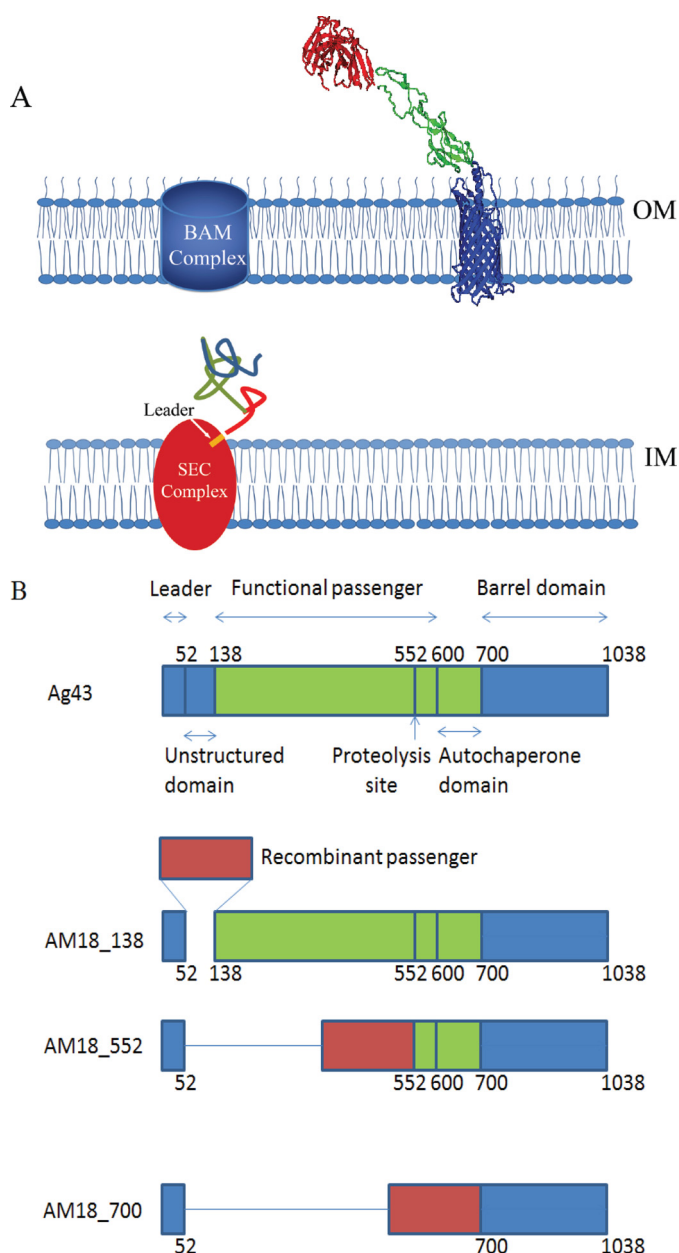 A
OM
BAM
Complex
Leader
SEC
Complex
IM
B
Leader
Functional passenger
Barrel domain
52
138
552
600
700
1038
Ag43
Unstructured
domain
Proteolysis
site
Autochaperone
domain
Recombinant passenger
AM18_138
52
138
552
600
700
1038
AM18_552
52
552
600
700
1038
AM18_700
52
700
1038